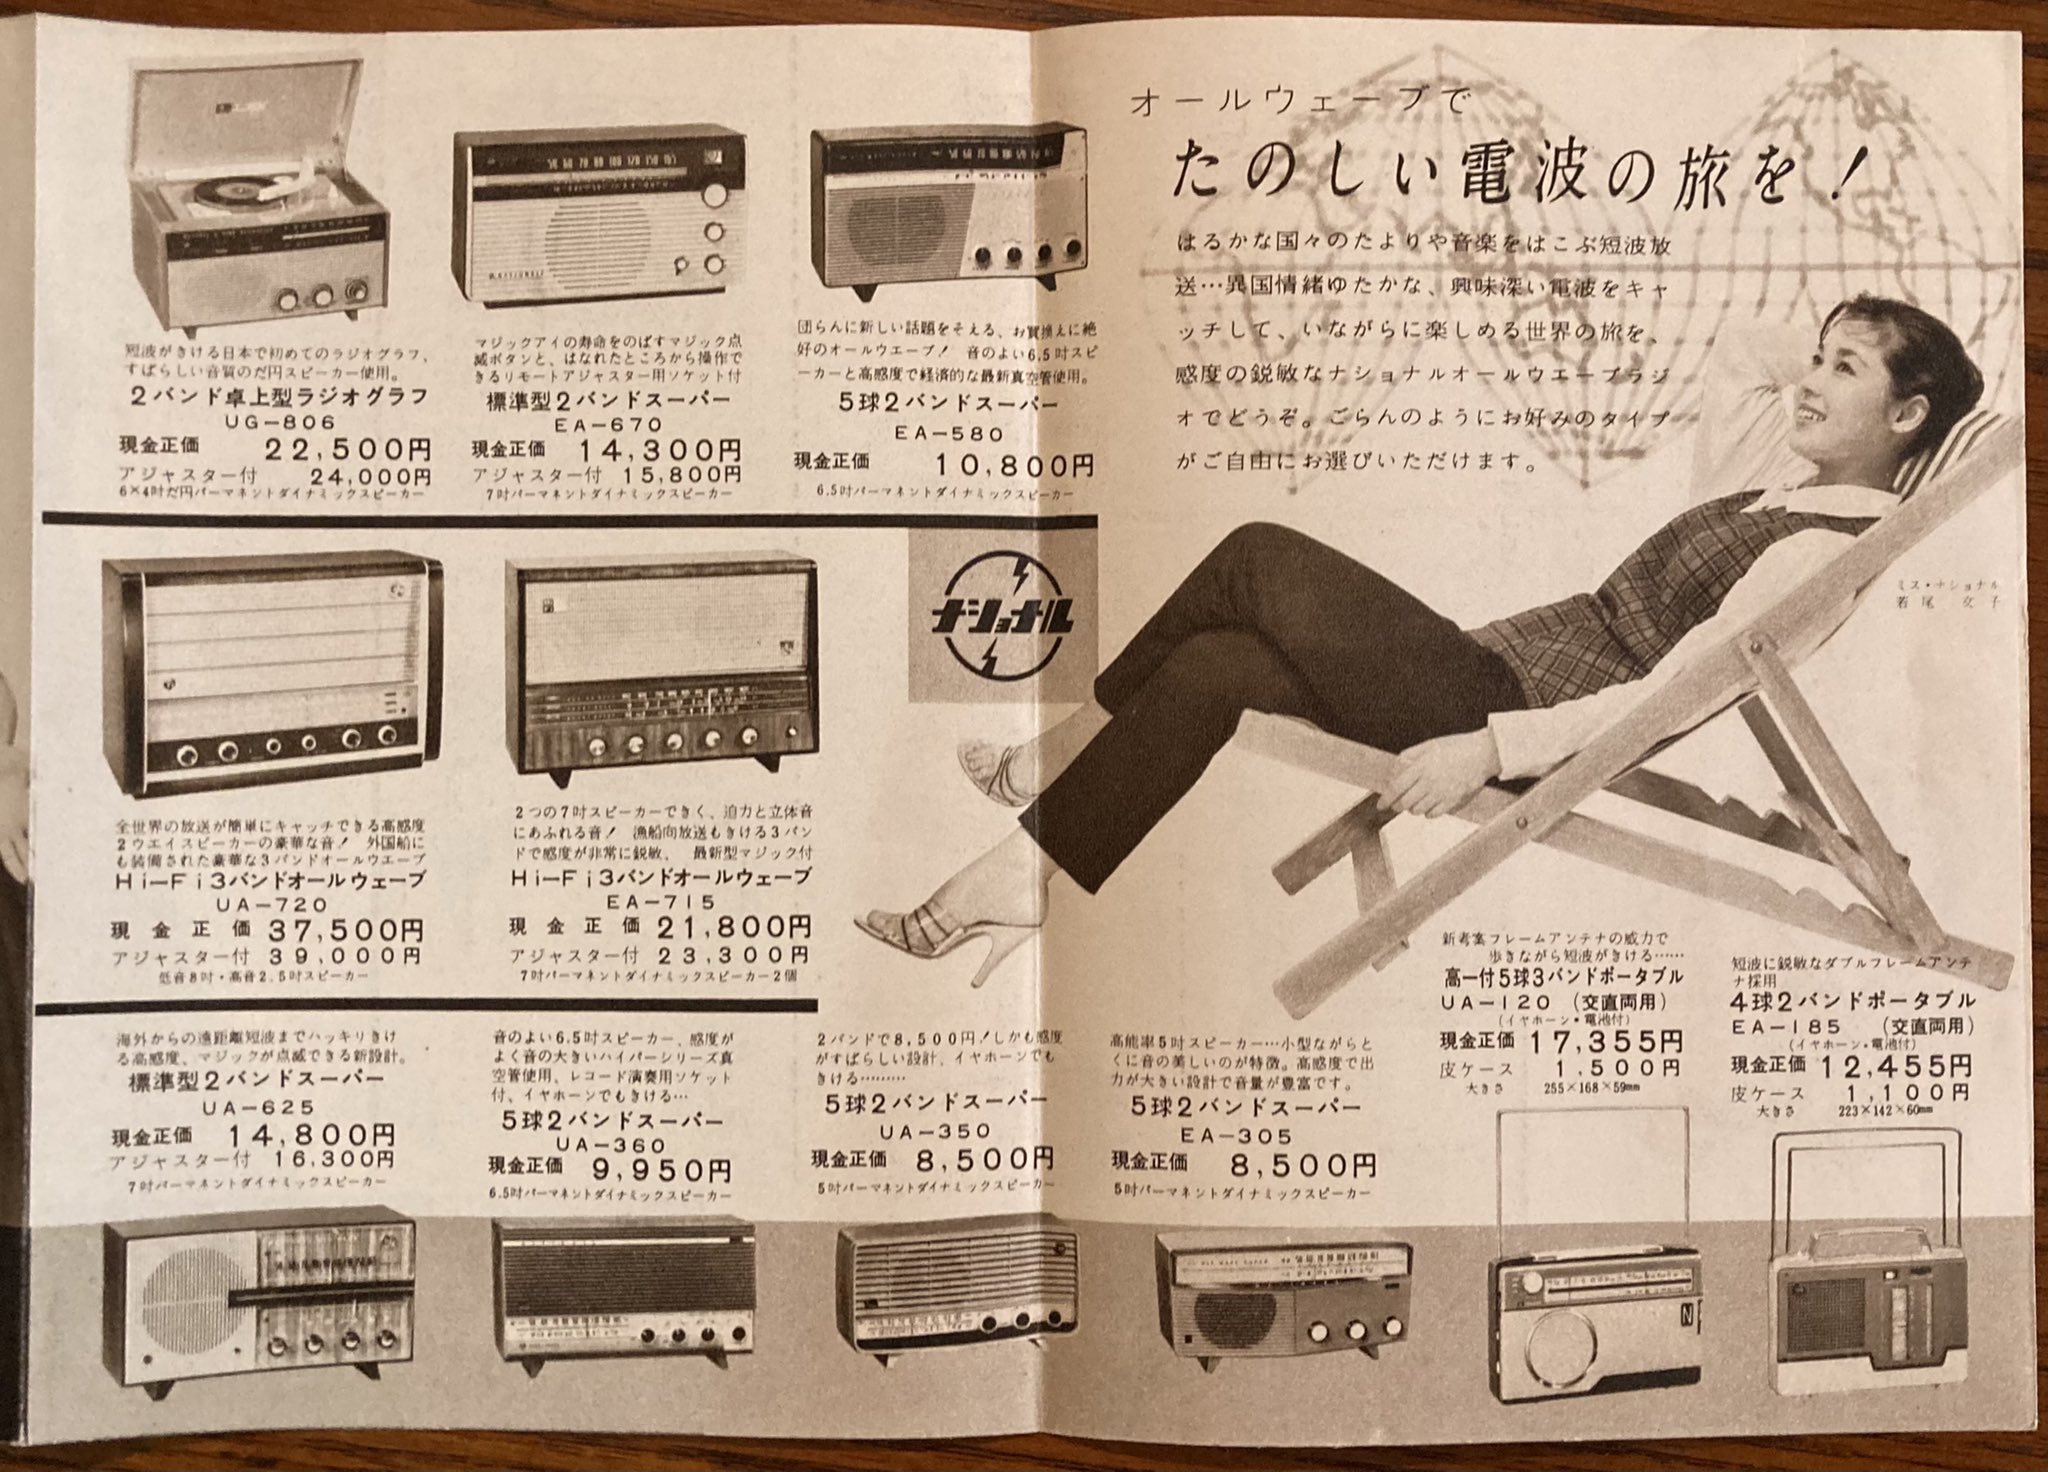 オールウェーブで
たのしい電波の旅を！
はるかな国々のたよりや音楽をはこぶ短波放
送…異国情緒ゆたかな、興味深い電波をキャ
ッチして、いながらに楽しめる世界の旅を、
感度の鋭敏なナショナルオールウエーブラジ
オでどうぞ。ごらんのようにお好みのタイプ
がご自由にお選びいただけます。
ミス・ナショナル
若尾 文子
短波がきける日本で初めてのラジオグラフ、
すばらしい音質のだ円スピーカー使用。
2バンド卓上型ラジオグラフ
UG-806
現金正価 22,500円
アジャスター付 24,000円
6×4吋だ円パーマネントダイナミックスピーカー
マジックアイの寿命をのばすマジック点
滅ボタンと、はなれたところから操作で
きるリモートアジャスター用ソケット付
標準型2バンドスーパー
EA-670
現金正価 14,300円
アジャスター付 15,800円
7吋パーマネントダイナミックスピーカー
団らんに新しい話題をそえる、お買換えに絶
好のオールウエーブ！ 音のよい6.5吋スピ
ーカーと高感度で経済的な最新真空管使用。
5球2バンドスーパー
EA-580
現金正価 10,800円
6.5吋パーマネントダイナミックスピーカー
ナショナル
全世界の放送が簡単にキャッチできる高感度
2ウエイスピーカーの豪華な音！ 外国船に
も装備された豪華な3バンドオールウエーブ
Hi-Fi3バンドオールウェーブ
UA-720
現金正価 37,500円
アジャスター付 39,000円
低音8吋・高音2.5吋スピーカー
2つの7吋スピーカーできく、迫力と立体音
にあふれる音！ 漁船向放送もきける3バン
ドで感度が非常に鋭敏、 最新型マジック付
Hi-Fi3バンドオールウェーブ
EA-715
現金正価 21,800円
アジャスター付 23,300円
7吋パーマネントダイナミックスピーカー2個
海外からの遠距離短波までハッキリきけ
る高感度、マジックが点滅できる新設計。
標準型2バンドスーパー
UA-625
現金正価 14,800円
アジャスター付 16,300円
7吋パーマネントダイナミックスピーカー
音のよい6.5吋スピーカー、感度が
よく音の大きいハイパーシリーズ真
空管使用、レコード演奏用ソケット
付、イヤホーンでもきける…
5球2バンドスーパー
UA-360
現金正価 9,950円
6.5吋パーマネントダイナミックスピーカー
2バンドで8,500円！しかも感度
がすばらしい設計、イヤホーンでも
きける………
5球2バンドスーパー
UA-350
現金正価 8,500円
5吋パーマネントダイナミックスピーカー
高能率5吋スピーカー…小型ながらと
くに音の美しいのが特徴。高感度で出
力が大きい設計で音量が豊富です。
5球2バンドスーパー
EA-305
現金正価 8,500円
5吋パーマネントダイナミックスピーカー
新考案フレームアンテナの威力で
歩きながら短波がきける……
高一付5球3バンドポータブル
UA-120 (交直両用)
(イヤホーン・電池付)
現金正価 17,355円
皮ケース 1,500円
大きさ 255×168×59mm
短波に鋭敏なダブルフレームアンテ
ナ採用
4球2バンドポータブル
EA-185 (交直両用)
(イヤホーン・電池付)
現金正価 12,455円
皮ケース 1,100円
大きさ 223×142×60mm